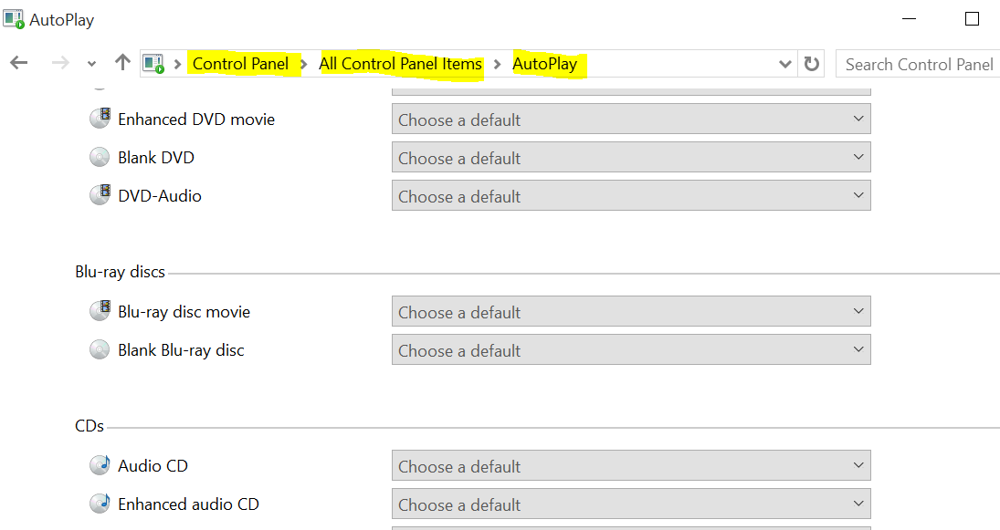 AutoPlay
Control Panel > All Control Panel Items > AutoPlay
Search Control Panel
Enhanced DVD movie
Choose a default
Blank DVD
Choose a default
DVD-Audio
Choose a default
Blu-ray discs
Blu-ray disc movie
Choose a default
Blank Blu-ray disc
Choose a default
CDs
Audio CD
Choose a default
Enhanced audio CD
Choose a default